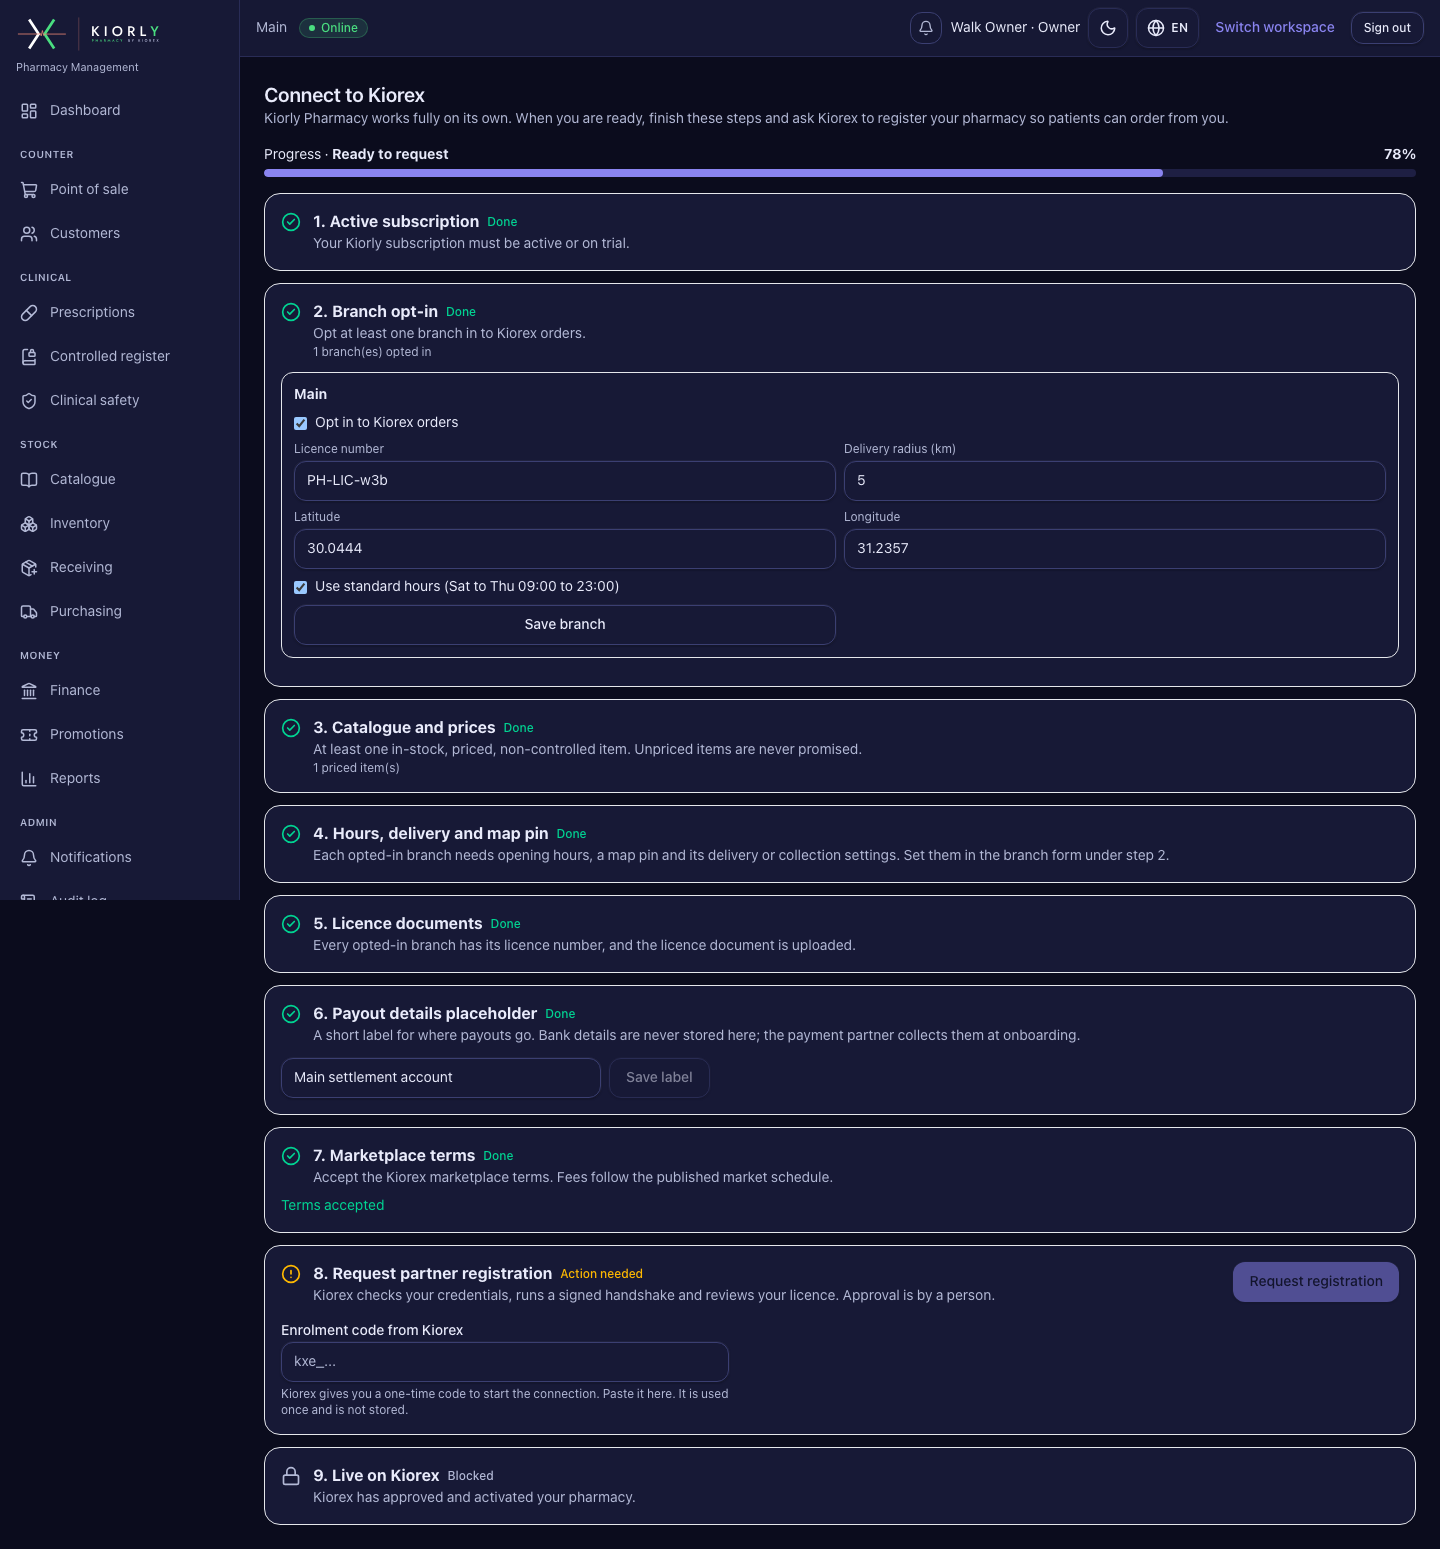 KIORLY
PHARMACY BY KIOREX
Pharmacy Management
Dashboard
COUNTER
Point of sale
Customers
CLINICAL
Prescriptions
Controlled register
Clinical safety
STOCK
Catalogue
Inventory
Receiving
Purchasing
MONEY
Finance
Promotions
Reports
ADMIN
Notifications
Audit log
Main
Online
Walk Owner · Owner
EN
Switch workspace
Sign out
Connect to Kiorex
Kiorly Pharmacy works fully on its own. When you are ready, finish these steps and ask Kiorex to register your pharmacy so patients can order from you.
Progress · Ready to request
78%
1. Active subscription Done
Your Kiorly subscription must be active or on trial.
2. Branch opt-in Done
Opt at least one branch in to Kiorex orders.
1 branch(es) opted in
Main
Opt in to Kiorex orders
Licence number
PH-LIC-w3b
Delivery radius (km)
5
Latitude
30.0444
Longitude
31.2357
Use standard hours (Sat to Thu 09:00 to 23:00)
Save branch
3. Catalogue and prices Done
At least one in-stock, priced, non-controlled item. Unpriced items are never promised.
1 priced item(s)
4. Hours, delivery and map pin Done
Each opted-in branch needs opening hours, a map pin and its delivery or collection settings. Set them in the branch form under step 2.
5. Licence documents Done
Every opted-in branch has its licence number, and the licence document is uploaded.
6. Payout details placeholder Done
A short label for where payouts go. Bank details are never stored here; the payment partner collects them at onboarding.
Main settlement account
Save label
7. Marketplace terms Done
Accept the Kiorex marketplace terms. Fees follow the published market schedule.
Terms accepted
8. Request partner registration Action needed
Kiorex checks your credentials, runs a signed handshake and reviews your licence. Approval is by a person.
Request registration
Enrolment code from Kiorex
kxe_...
Kiorex gives you a one-time code to start the connection. Paste it here. It is used
once and is not stored.
9. Live on Kiorex Blocked
Kiorex has approved and activated your pharmacy.